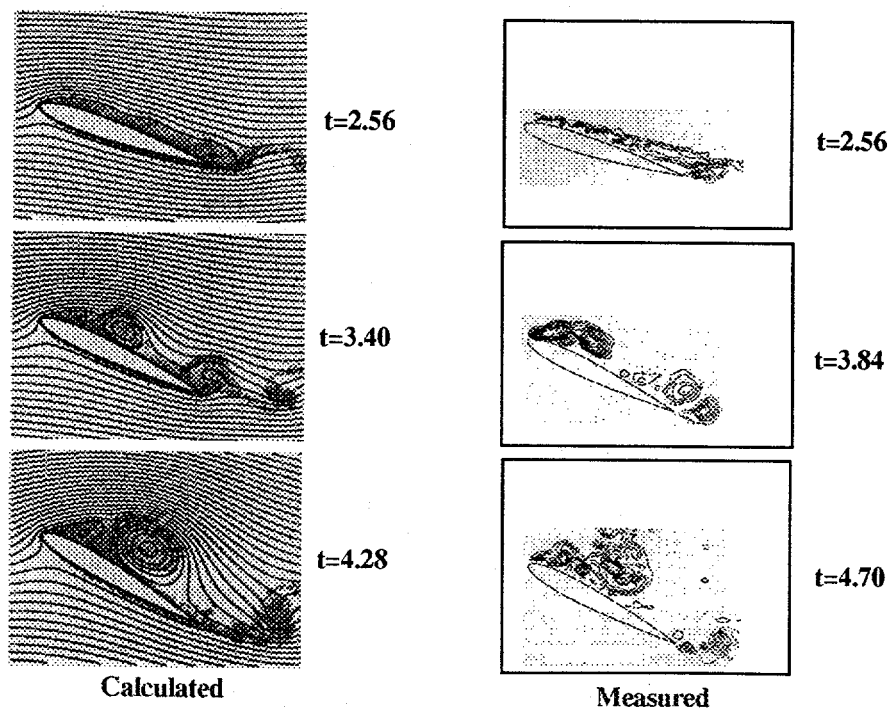 t=2.56
t=2.56
t=3.40
t=3.84
t=4.28
t=4.70
Calculated
Measured